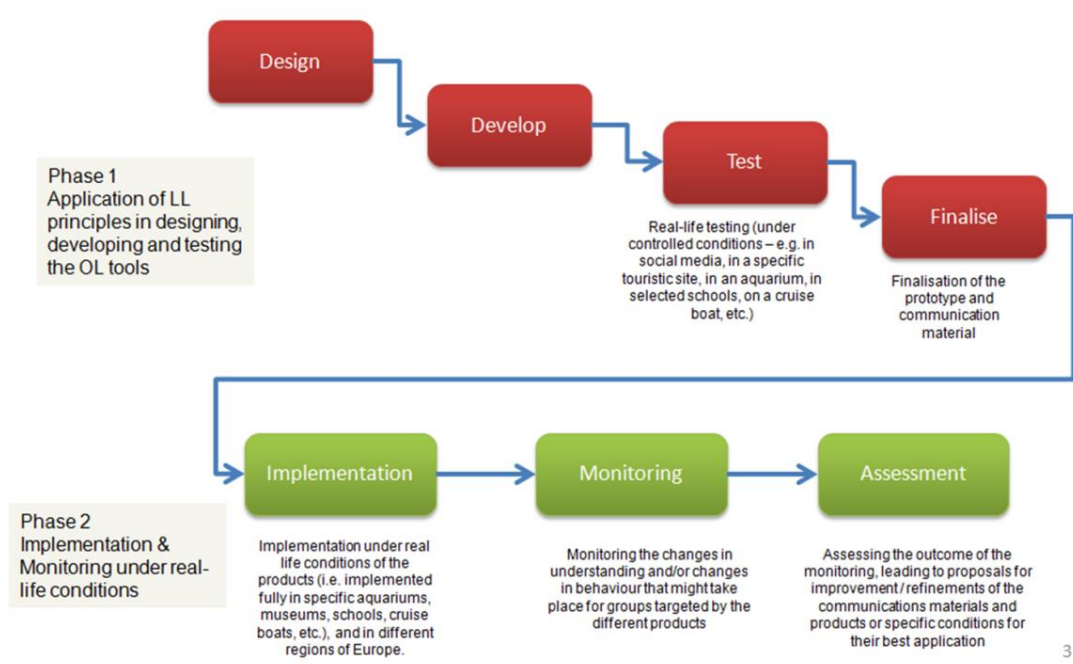 Design
Develop
Test
Finalise
Phase 1
Application of LL
principles in designing,
developing and testing
the OL tools
Real-life testing (under
controlled conditions – e.g. in
social media, in a specific
touristic site, in an aquarium, in
selected schools, on a cruise
boat, etc.)
Finalisation of the
prototype and
communication
material
Implementation
Monitoring
Assessment
Phase 2
Implementation &
Monitoring under real-
life conditions
Implementation under real
life conditions of the
products (i.e. implemented
fully in specific aquariums,
museums, schools, cruise
boats, etc.), and in different
regions of Europe.
Monitoring the changes in
understanding and/or changes
in behaviour that might take
place for groups targeted by the
different products
Assessing the outcome of the
monitoring, leading to proposals for
improvement / refinements of the
communications materials and
products or specific conditions for
their best application
3